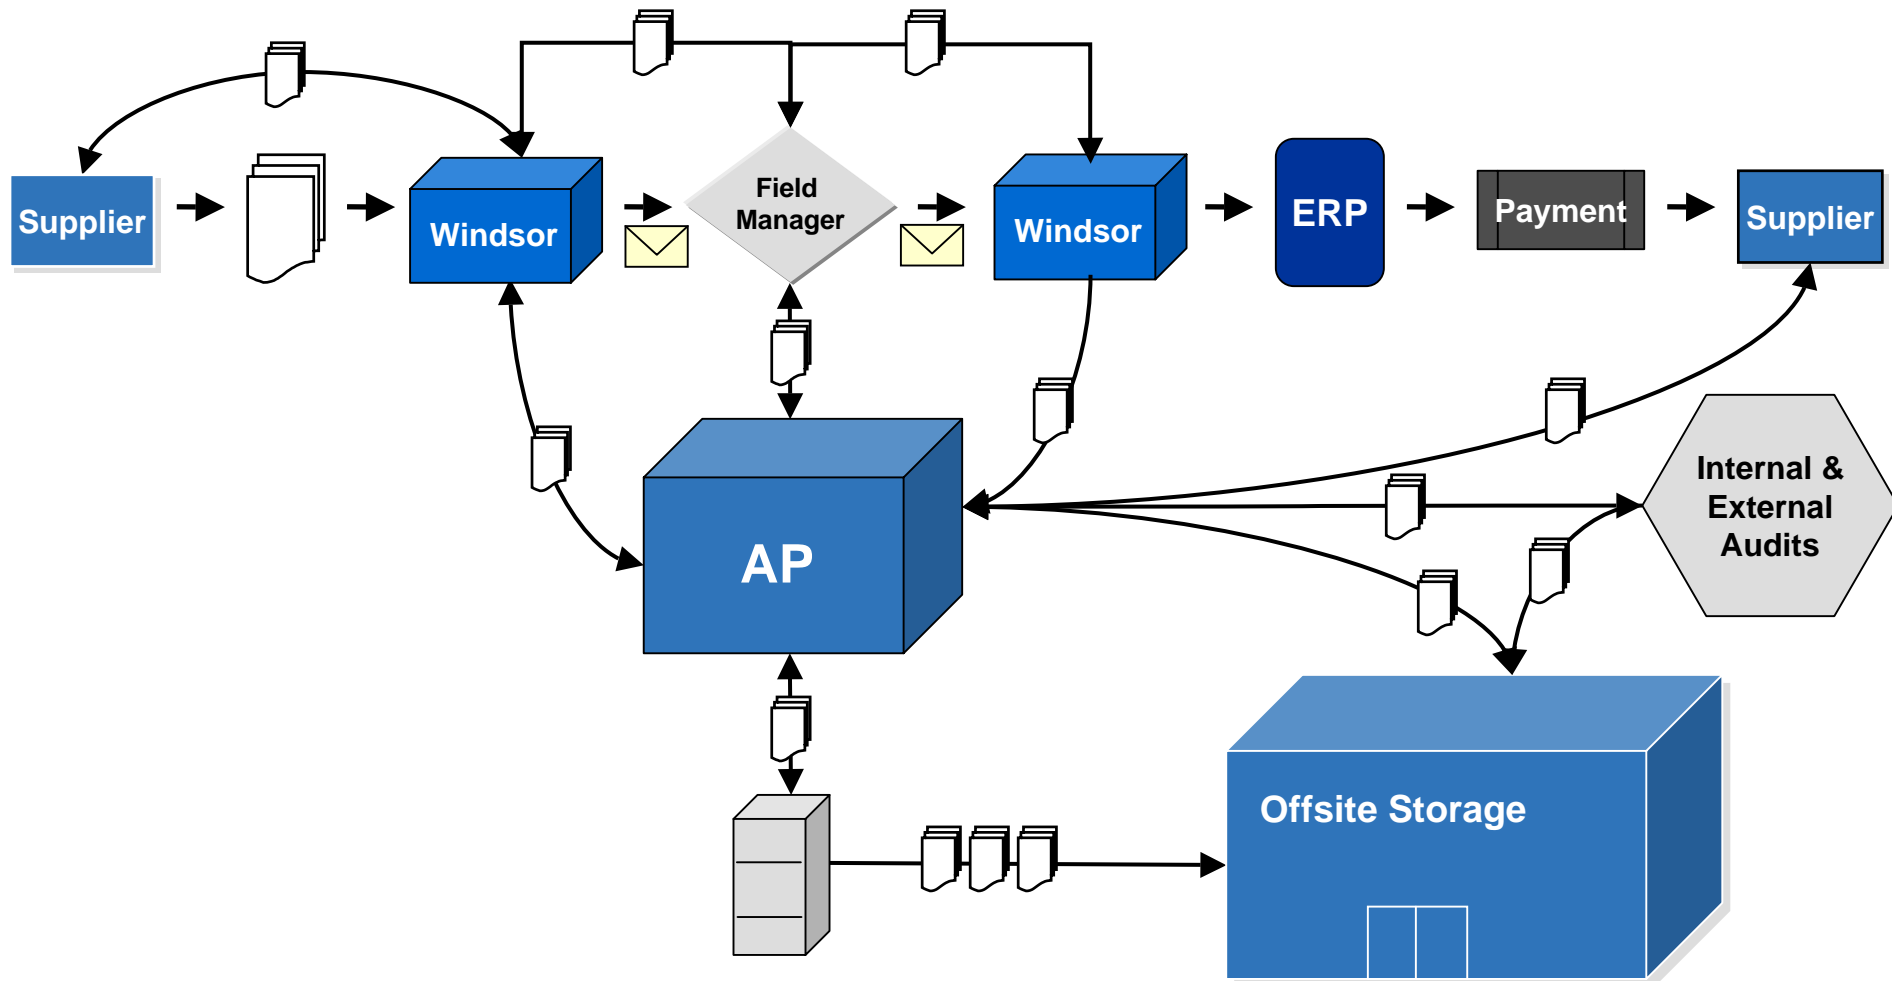 Supplier
Windsor
Field
Manager
Windsor
ERP
Payment
Supplier
AP
Internal &
External
Audits
Offsite Storage